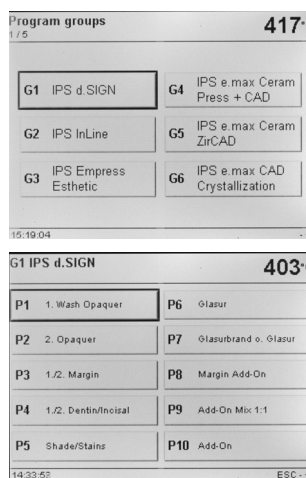 Program groups
417°
1/5
G1 IPS d.SIGN
G4 IPS e.max Ceram
Press + CAD
G2 IPS InLine
G5 IPS e.max Ceram
ZirCAD
G3 IPS Empress
Esthetic
G6 IPS e.max CAD
Crystallization
15:19:04
G1 IPS d.SIGN
403°
P1 1. Wash Opaquer
P6 Glasur
P2 2. Opaquer
P7 Glasurbrand o. Glasur
P3 1./2. Margin
P8 Margin Add-On
P4 1./2. Dentin/Incisal
P9 Add-On Mix 1:1
P5 Shade/Stains
P10 Add-On
14:33:53
ESC -